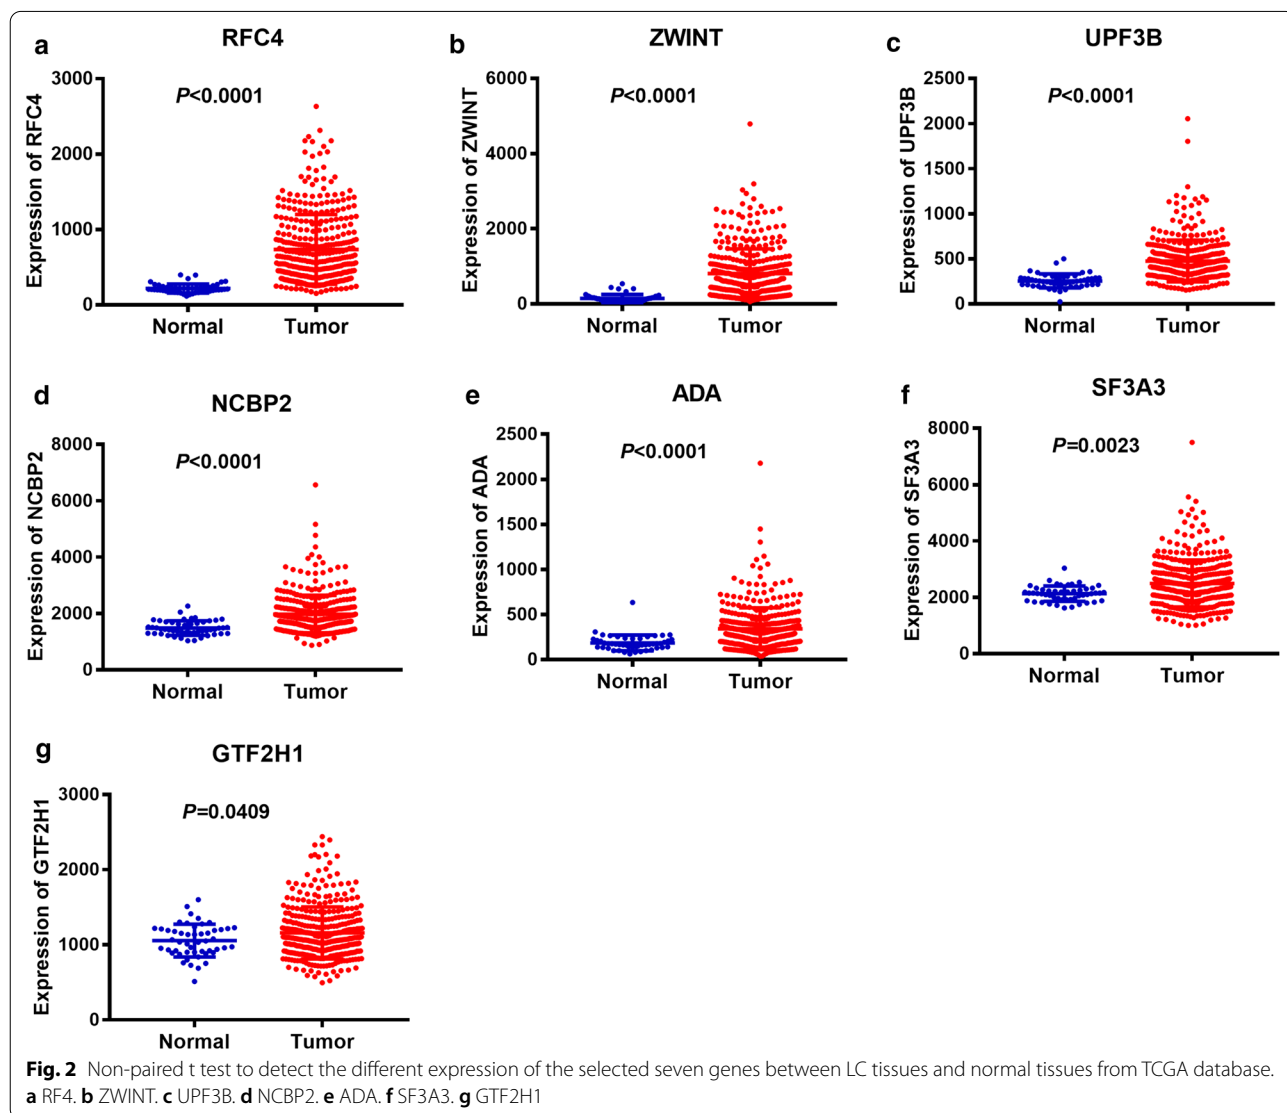 a
RFC4
P<0.0001
Expression of RFC4
3000
2000
1000
0
Normal Tumor
b
ZWINT
P<0.0001
Expression of ZWINT
6000
4000
2000
0
Normal Tumor
c
UPF3B
P<0.0001
Expression of UPF3B
2500
2000
1500
1000
500
0
Normal Tumor
d
NCBP2
P<0.0001
Expression of NCBP2
8000
6000
4000
2000
0
Normal Tumor
e
ADA
P<0.0001
Expression of ADA
2500
2000
1500
1000
500
0
Normal Tumor
f
SF3A3
P=0.0023
Expression of SF3A3
8000
6000
4000
2000
0
Normal Tumor
g
GTF2H1
P=0.0409
Expression of GTF2H1
3000
2000
1000
0
Normal Tumor
Fig. 2 Non-paired t test to detect the different expression of the selected seven genes between LC tissues and normal tissues from TCGA database.
a RF4. b ZWINT. c UPF3B. d NCBP2. e ADA. f SF3A3. g GTF2H1